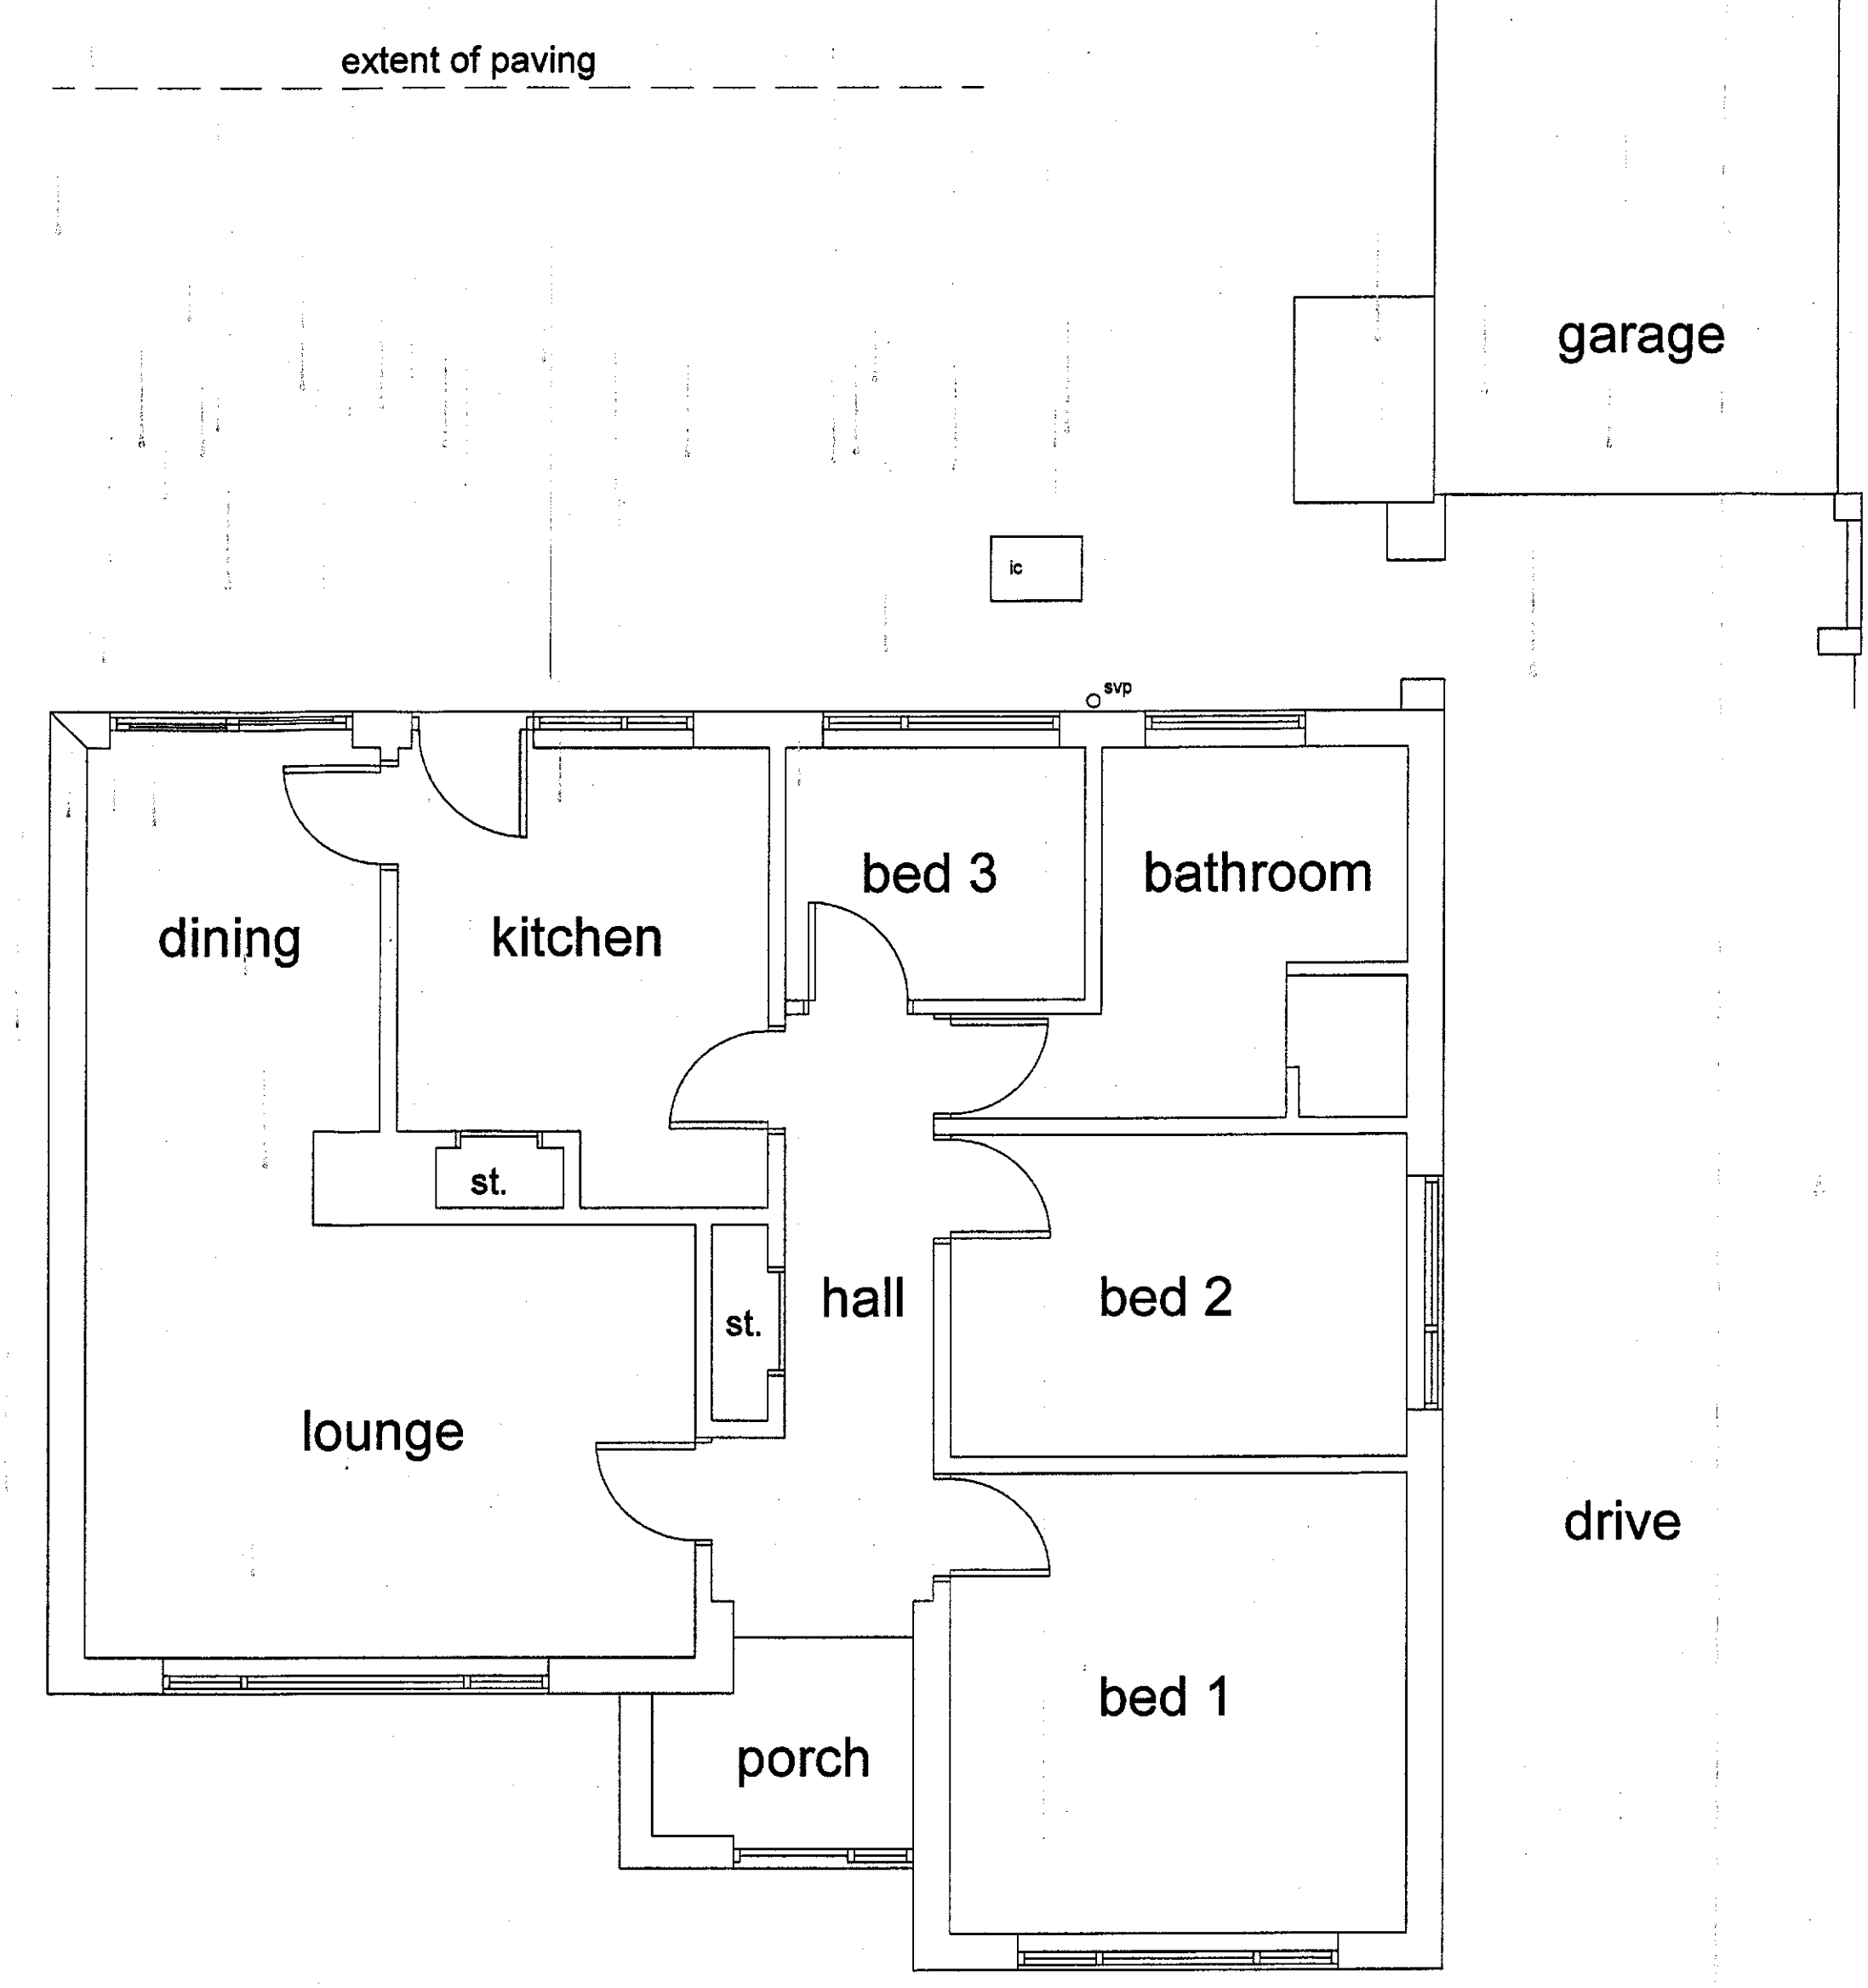 extent of paving
garage
ic
svp
bed 3
bathroom
dining
kitchen
st.
hall
bed 2
st.
lounge
drive
bed 1
porch